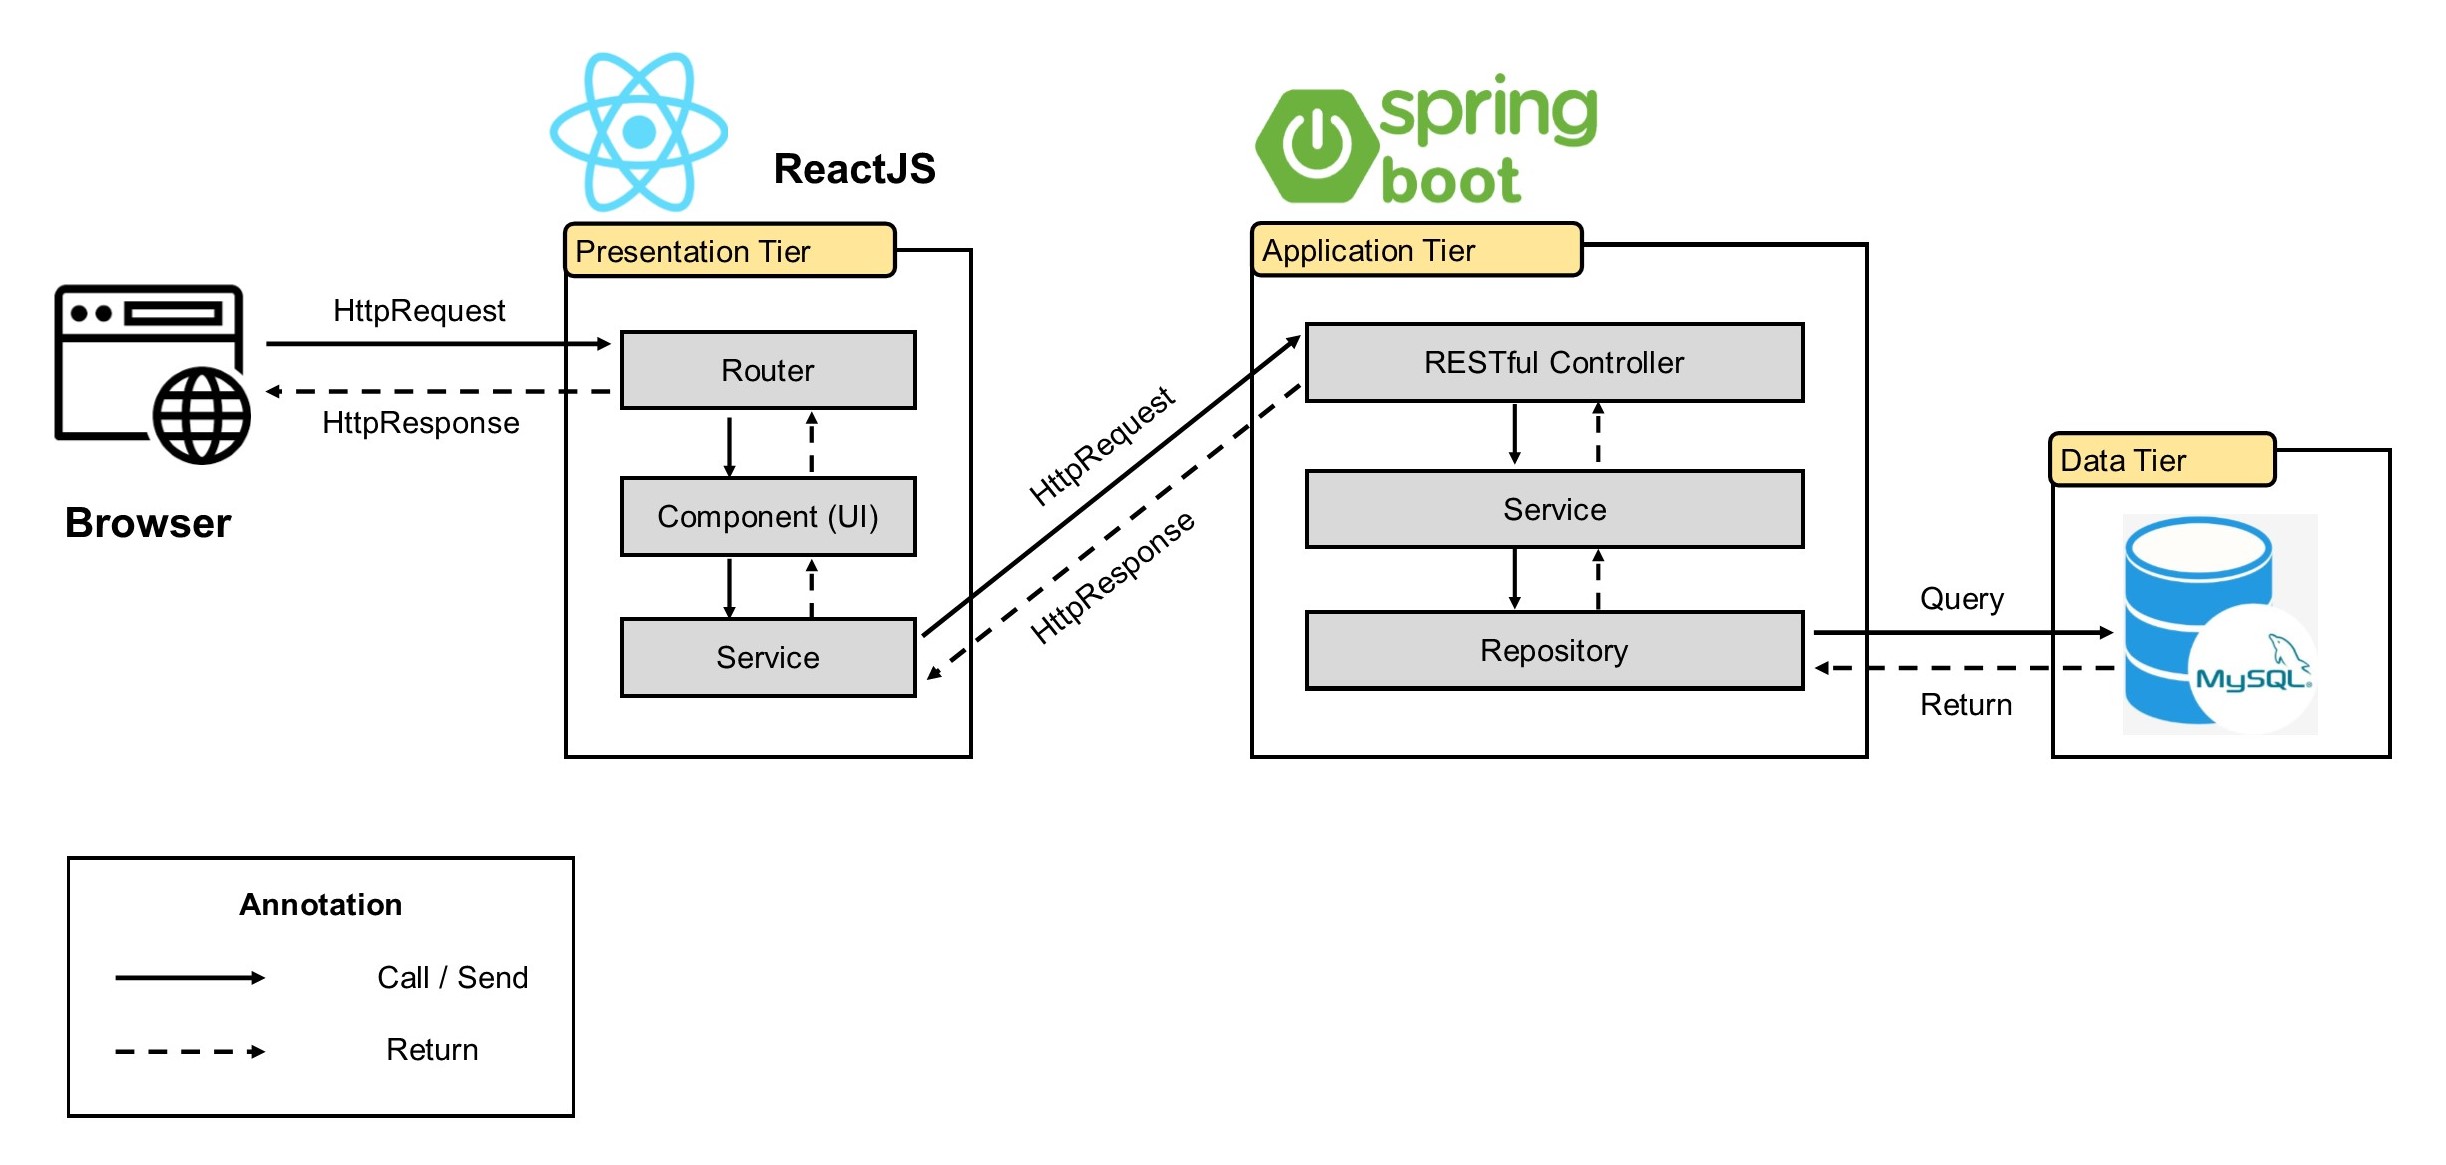 ReactJS
spring
boot
Presentation Tier
Application Tier
HttpRequest
Router
HttpResponse
RESTful Controller
HttpRequest
Browser
Component (UI)
Service
HttpResponse
Data Tier
Service
Repository
Query
Return
MySQL®
Annotation
Call / Send
Return